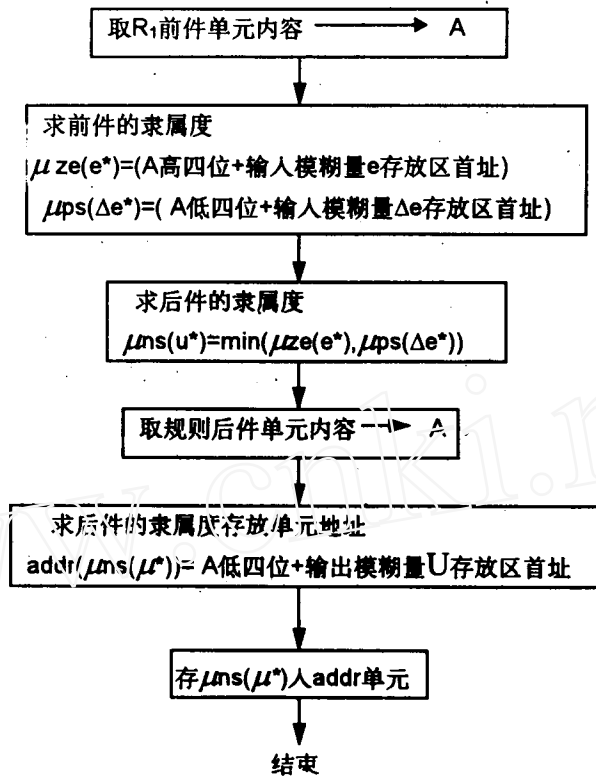 取R₁前件单元内容 → A
求前件的隶属度
μze(e*)=(A高四位+输人模糊量e存放区首址)
μps(Δe*)=( A低四位+输人模糊量Δe存放区首址)
求后件的隶属度
μns(u*)=min(μze(e*),μps(Δe*))
取规则后件单元内容 → A
求后件的隶属度存放单元地址
addr(μns(μ*))= A低四位+输出模糊量U存放区首址
存μns(μ*)人addr单元
结束